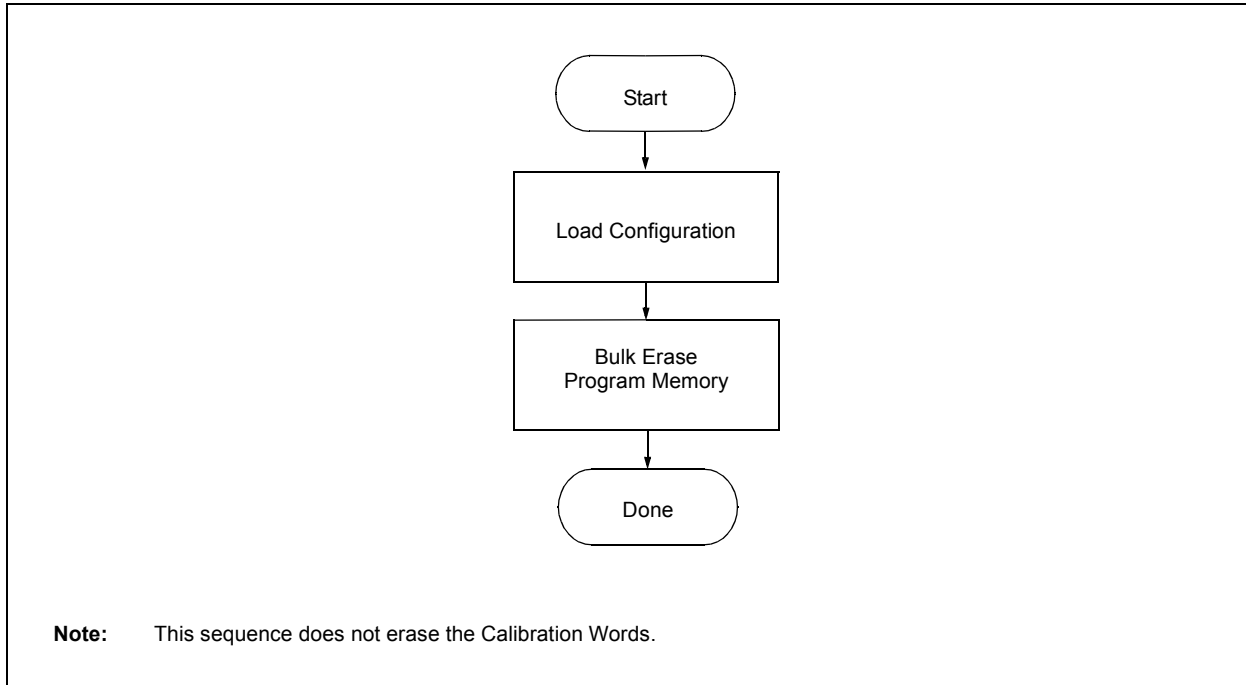 Start
Load Configuration
Bulk Erase
Program Memory
Done
Note: This sequence does not erase the Calibration Words.